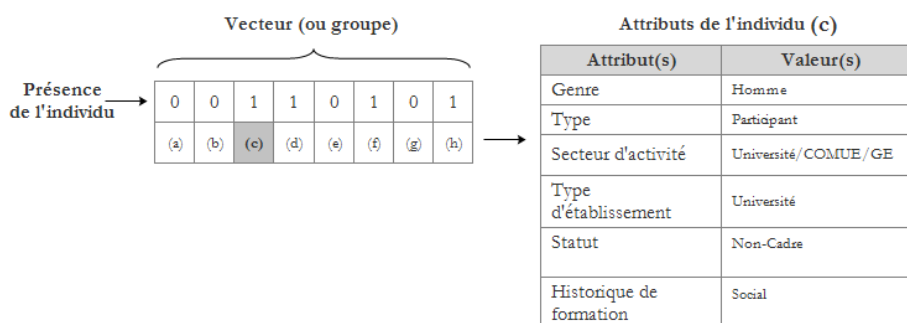 Vecteur (ou groupe)
Présence
de l'individu
0 0 1 1 0 1 0 1
(a) (b) (c) (d) (e) (f) (g) (h)
Attributs de l'individu (c)
Attribut(s) Valeur(s)
Genre Homme
Type Participant
Secteur d'activité Université/COMUE/GE
Type
d'établissement Université
Statut Non-Cadre
Historique de
formation Social